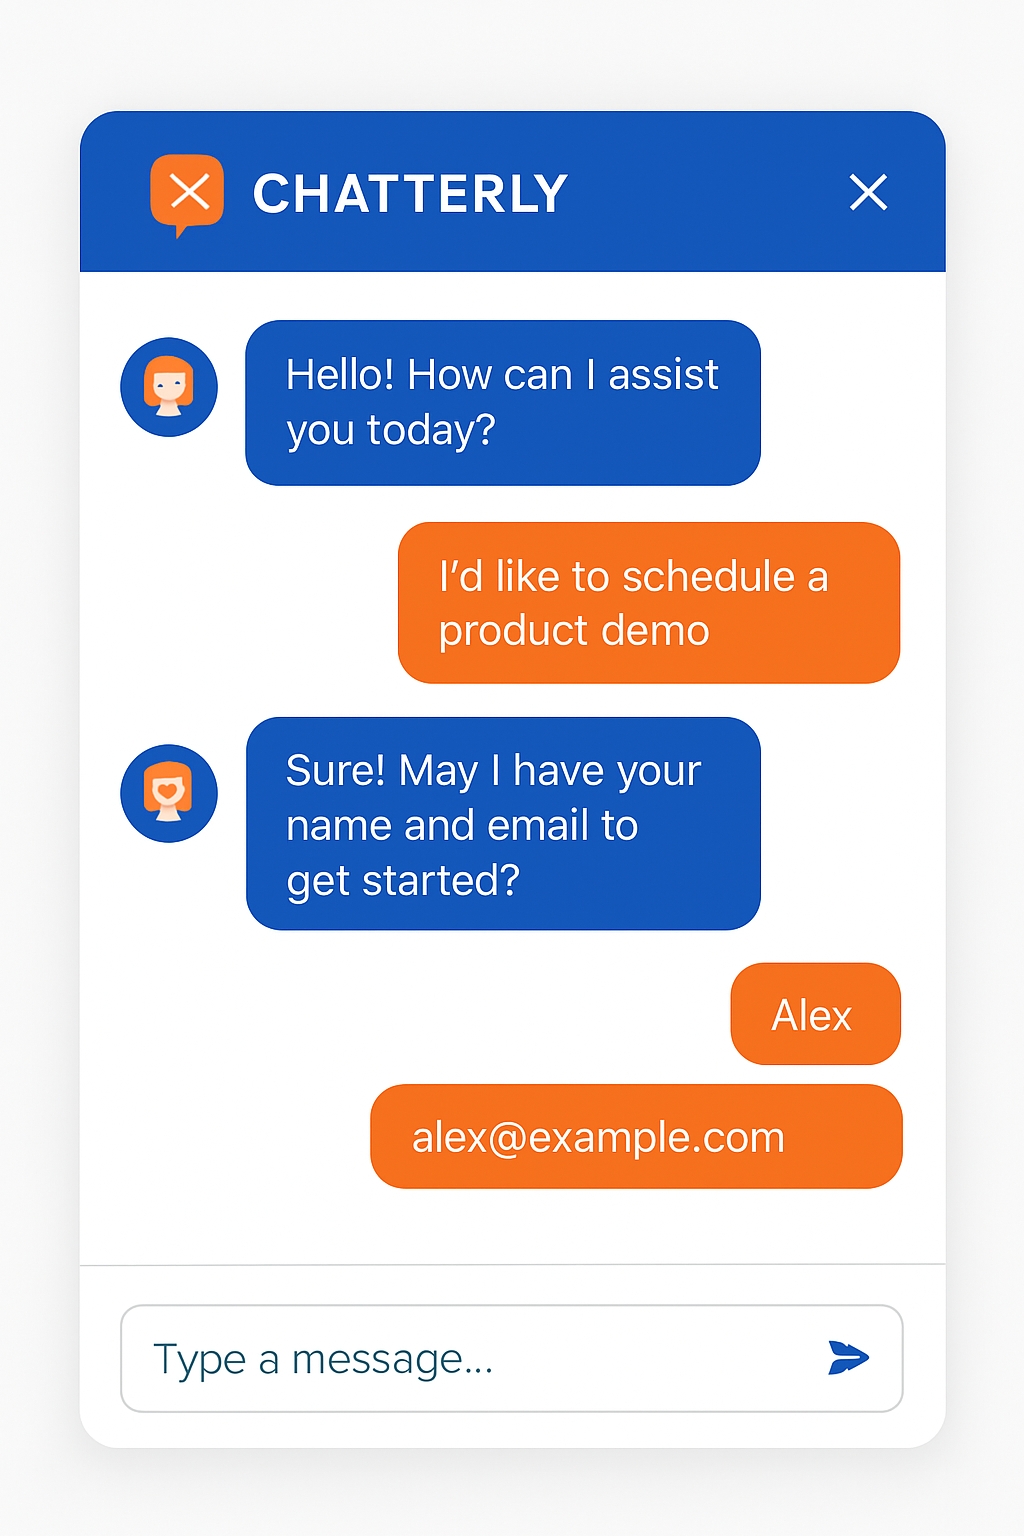 CHATTERLY
Hello! How can I assist
you today?
I’d like to schedule a
product demo
Sure! May I have your
name and email to
get started?
Alex
alex@example.com
Type a message...